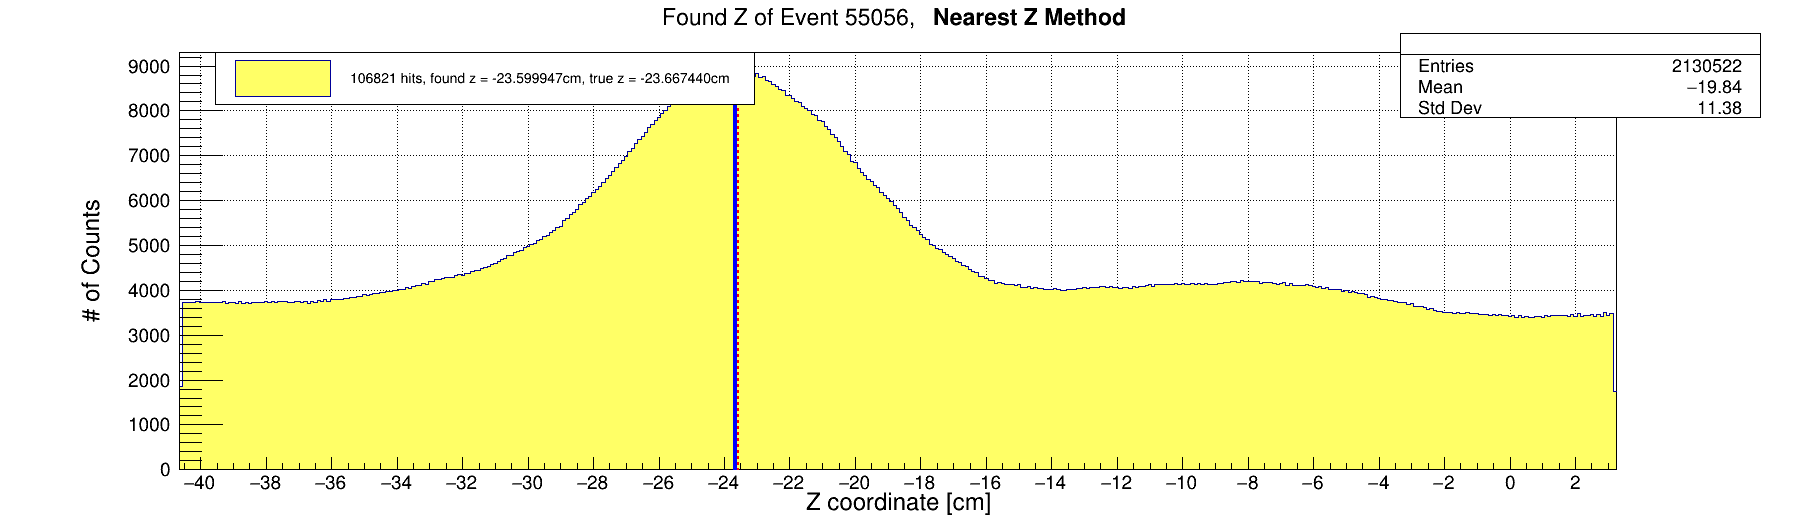 Found Z of Event 55056, Nearest Z Method
106821 hits, found z = -23.599947cm, true z = -23.667440cm
Entries 2130522
Mean −19.84
Std Dev 11.38
# of Counts
9000
8000
7000
6000
5000
4000
3000
2000
1000
0
−40 −38 −36 −34 −32 −30 −28 −26 −24 −22 −20 −18 −16 −14 −12 −10 −8 −6 −4 −2 0 2
Z coordinate [cm]